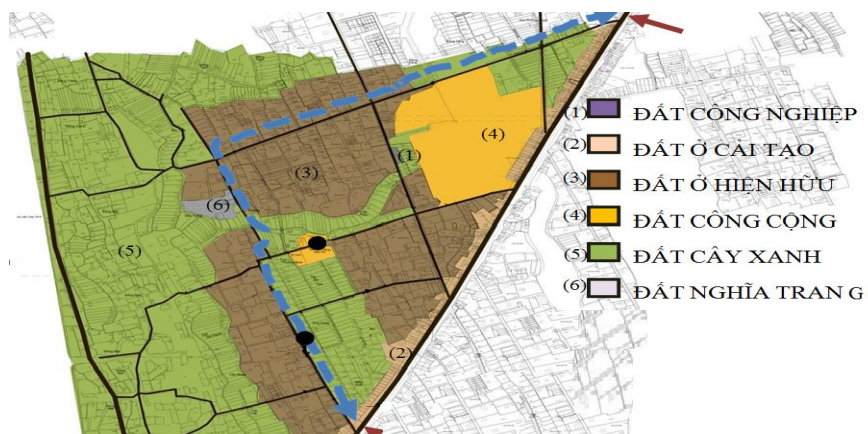 (4)
(1)
(3)
(6)
(5)
(2)
(1) ĐẤT CÔNG NGHIỆP
(2) ĐẤT Ở CẢI TẠO
(3) ĐẤT Ở HIỆN HỮU
(4) ĐẤT CÔNG CỘNG
(5) ĐẤT CÂY XANH
(6) ĐẤT NGHĨA TRANG